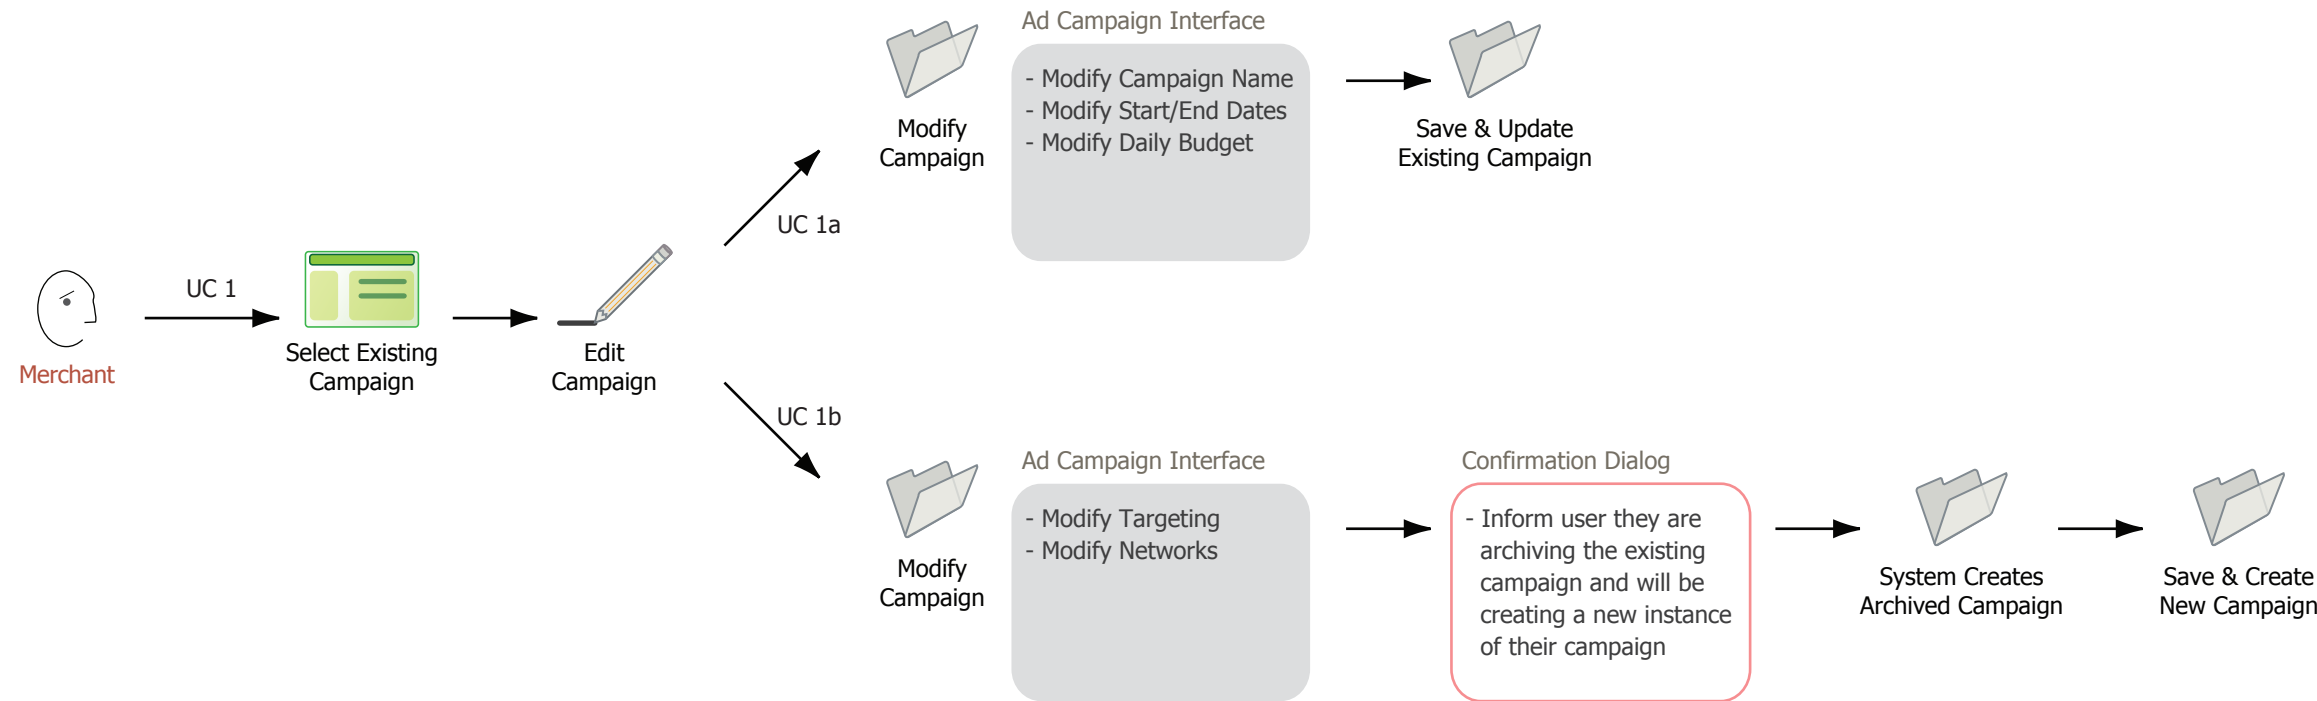 Ad Campaign Interface
- Modify Campaign Name
- Modify Start/End Dates
- Modify Daily Budget
Modify
Campaign
Save & Update
Existing Campaign
UC 1a
UC 1
Merchant
Select Existing
Campaign
Edit
Campaign
UC 1b
Ad Campaign Interface
- Modify Targeting
- Modify Networks
Modify
Campaign
Confirmation Dialog
- Inform user they are
archiving the existing
campaign and will be
creating a new instance
of their campaign
System Creates
Archived Campaign
Save & Create
New Campaign